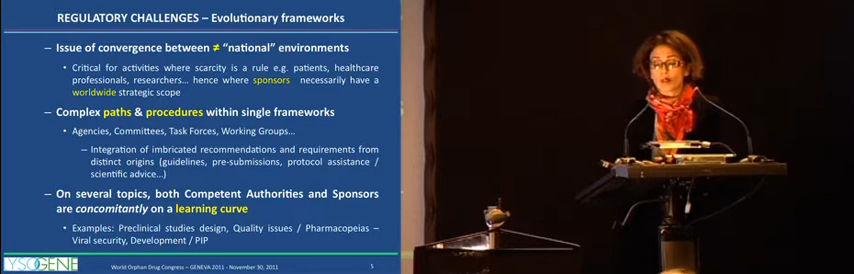 REGULATORY CHALLENGES – Evolutionary frameworks
– Issue of convergence between ≠ “national” environments
• Critical for activities where scarcity is a rule e.g. patients, healthcare
professionals, researchers... hence where sponsors necessarily have a
worldwide strategic scope
– Complex paths & procedures within single frameworks
• Agencies, Committees, Task Forces, Working Groups...
– Integration of imbricated recommendations and requirements from
distinct origins (guidelines, pre-submissions, protocol assistance /
scientific advice...)
– On several topics, both Competent Authorities and Sponsors
are concomitantly on a learning curve
• Examples: Preclinical studies design, Quality issues / Pharmacopeias –
Viral security, Development / PIP
LYSOGENE
World Orphan Drug Congress – GENEVA 2011 - November 30, 2011
5